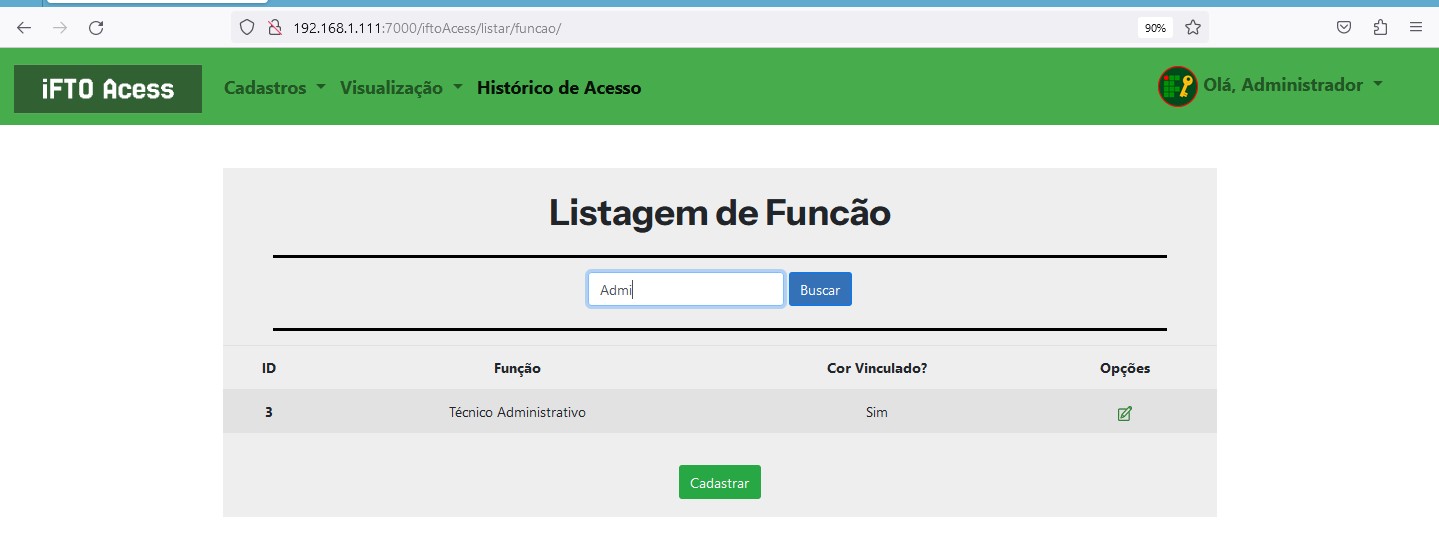 192.168.1.111:7000/iftoAcess/listar/funcao/
90%
iFTO Acess
Cadastros
Visualização
Histórico de Acesso
Olá, Administrador
Listagem de Funcão
Admi
Buscar
ID Função Cor Vinculado? Opções
3 Técnico Administrativo Sim
Cadastrar